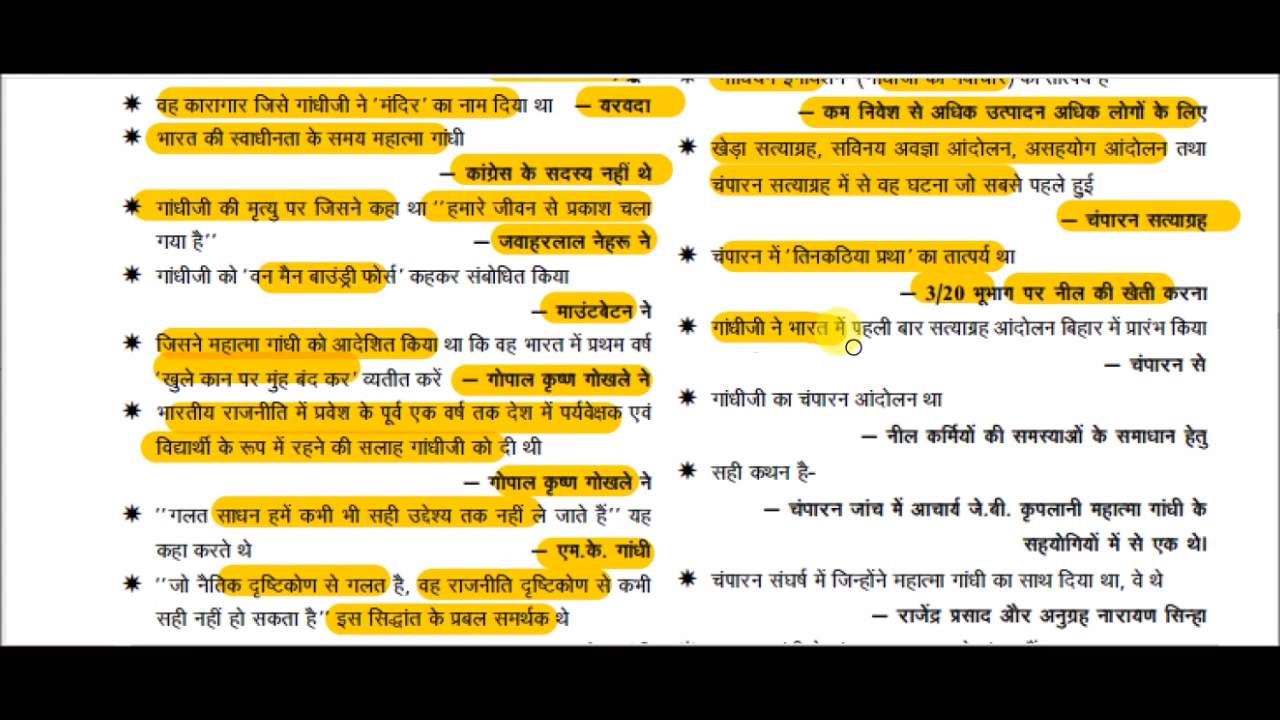 ✷ वह कारागार जिसे गांधीजी ने 'मंदिर' का नाम दिया था — यरवदा
✷ भारत की स्वाधीनता के समय महात्मा गांधी
— कांग्रेस के सदस्य नहीं थे
✷ गांधीजी की मृत्यु पर जिसने कहा था ''हमारे जीवन से प्रकाश चला
गया है'' — जवाहरलाल नेहरू ने
गांधीजी को 'वन मैन बाउंड्री फोर्स' कहकर संबोधित किया
— माउंटबेटन ने
✷ जिसने महात्मा गांधी को आदेशित किया था कि वह भारत में प्रथम वर्ष
'खुले कान पर मुंह बंद कर' व्यतीत करें — गोपाल कृष्ण गोखले ने
✷ भारतीय राजनीति में प्रवेश के पूर्व एक वर्ष तक देश में पर्यवेक्षक एवं
विद्यार्थी के रूप में रहने की सलाह गांधीजी को दी थी
— गोपाल कृष्ण गोखले ने
✷ ''गलत साधन हमें कभी भी सही उद्देश्य तक नहीं ले जाते हैं'' यह
कहा करते थे — एम.के. गांधी
✷ ''जो नैतिक दृष्टिकोण से गलत है, वह राजनीति दृष्टिकोण से कभी
सही नहीं हो सकता है'' इस सिद्धांत के प्रबल समर्थक थे
— कम निवेश से अधिक उत्पादन अधिक लोगों के लिए
✷ खेड़ा सत्याग्रह, सविनय अवज्ञा आंदोलन, असहयोग आंदोलन तथा
चंपारन सत्याग्रह में से वह घटना जो सबसे पहले हुई
— चंपारन सत्याग्रह
✷ चंपारन में 'तिनकठिया प्रथा' का तात्पर्य था
— 3/20 भूभाग पर नील की खेती करना
✷ गांधीजी ने भारत में पहली बार सत्याग्रह आंदोलन बिहार में प्रारंभ किया
— चंपारन से
✷ गांधीजी का चंपारन आंदोलन था
— नील कर्मियों की समस्याओं के समाधान हेतु
✷ सही कथन है-
— चंपारन जांच में आचार्य जे.बी. कृपलानी महात्मा गांधी के
सहयोगियों में से एक थे।
✷ चंपारन संघर्ष में जिन्होंने महात्मा गांधी का साथ दिया था, वे थे
— राजेंद्र प्रसाद और अनुग्रह नारायण सिन्हा